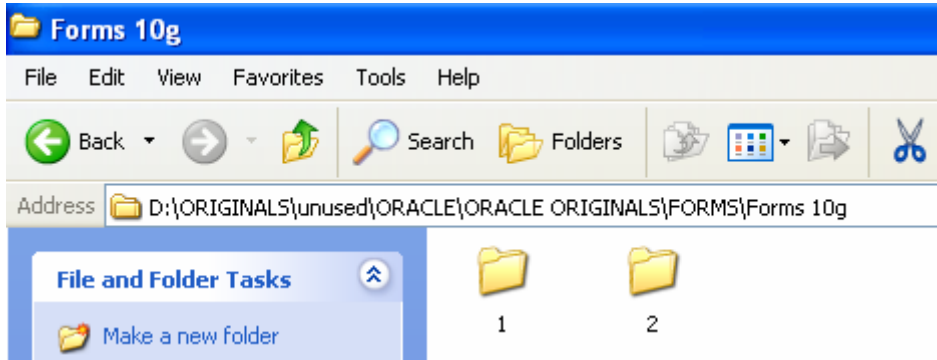 Forms 10g
File Edit View Favorites Tools Help
Back Search Folders
Address D:\ORIGINALS\unused\ORACLE\ORACLE ORIGINALS\FORMS\Forms 10g
File and Folder Tasks
Make a new folder
1 2